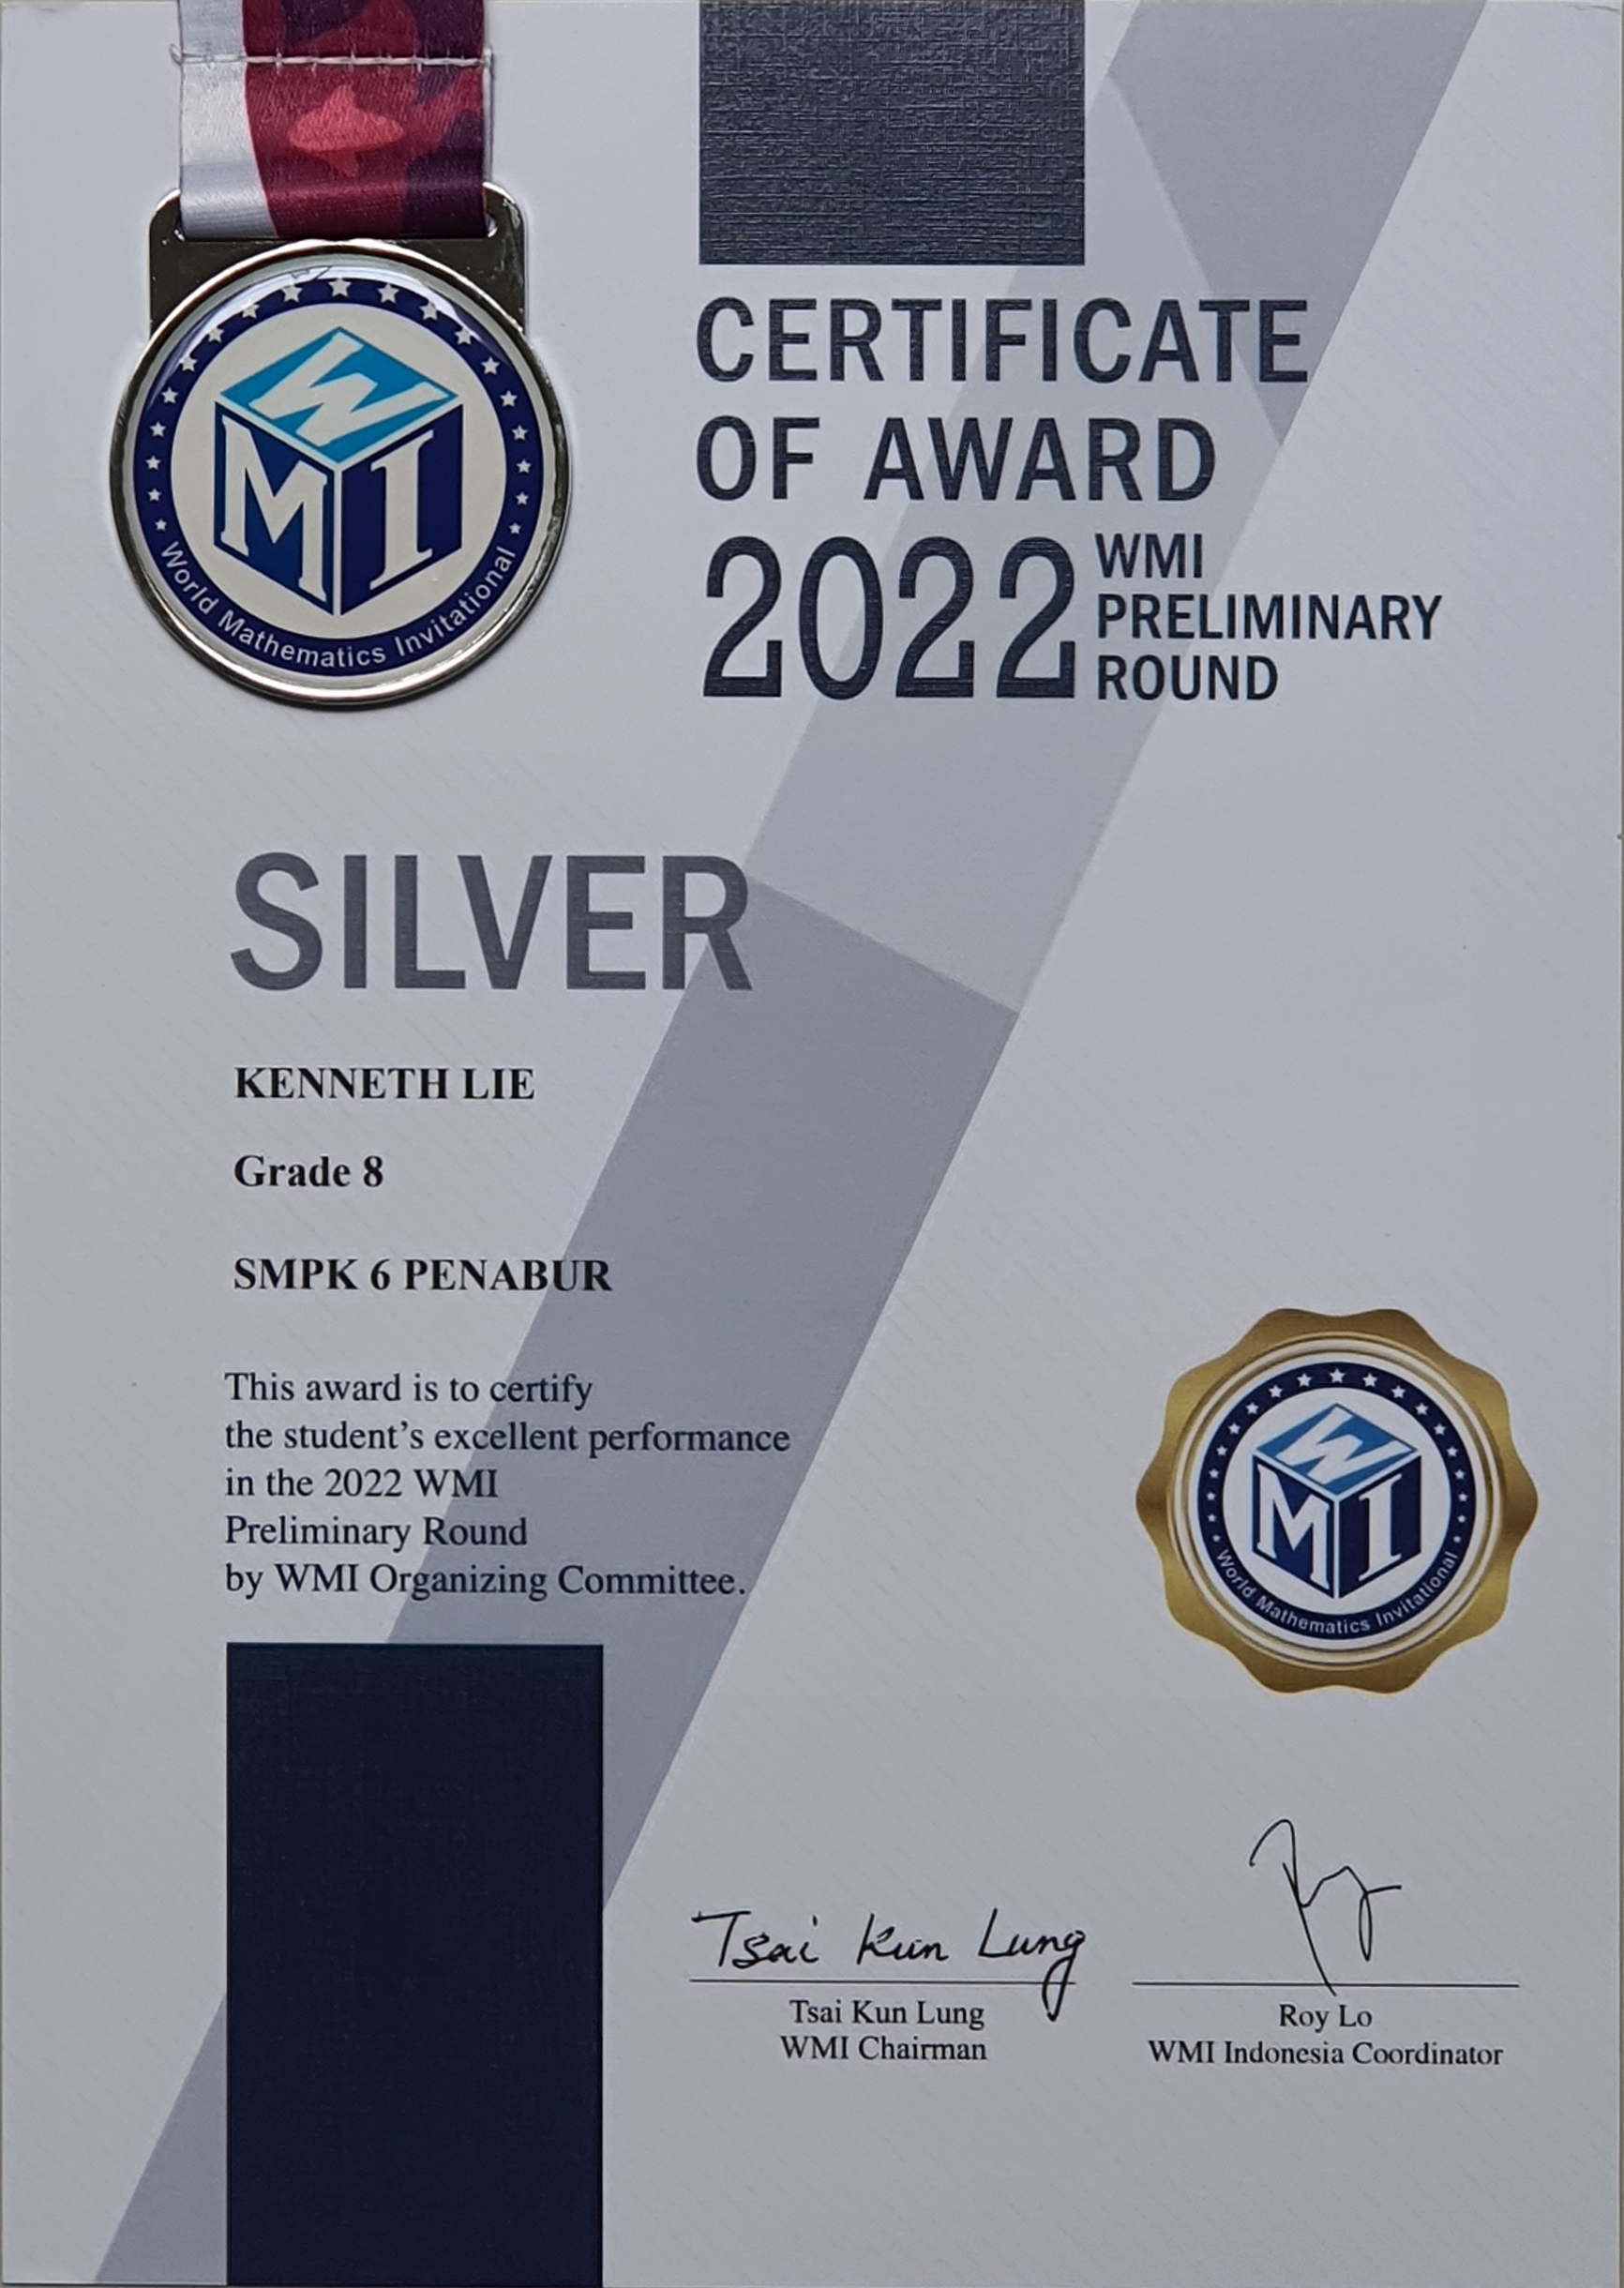 W
M I
World Mathematics Invitational
CERTIFICATE
OF AWARD
2022 WMI
PRELIMINARY
ROUND
SILVER
KENNETH LIE
Grade 8
SMPK 6 PENABUR
This award is to certify
the student’s excellent performance
in the 2022 WMI
Preliminary Round
by WMI Organizing Committee.
W
M I
World Mathematics Invitational
Tsai Kun Lung
Roy
Tsai Kun Lung
WMI Chairman
Roy Lo
WMI Indonesia Coordinator